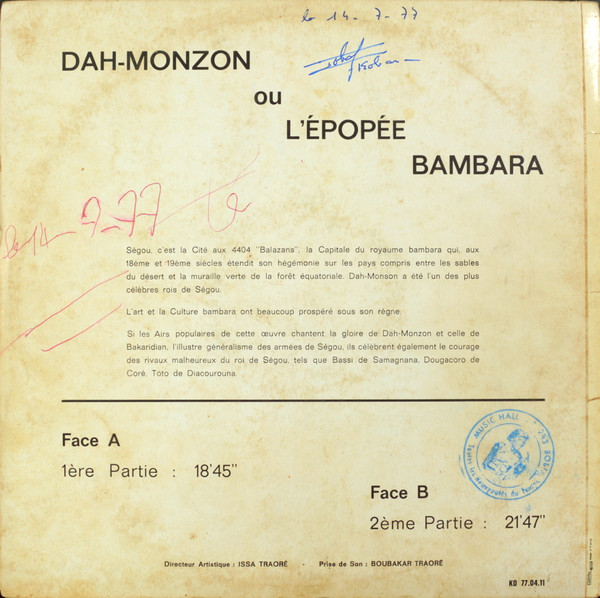 le 14-7-77
DAH-MONZON
ou
L'ÉPOPÉE
BAMBARA
le 14-7-77
Ségou, c'est la Cité aux 4404 "Balazans", la Capitale du royaume bambara qui, aux
18éme et 19éme siècles étendit son hégémonie sur les pays compris entre les sables
du désert et la muraille verte de la forêt équatoriale. Dah-Monson a été l'un des plus
célèbres rois de Ségou.
L'art et la Culture bambara ont beaucoup prospéré sous son règne.
Si les Airs populaires de cette œuvre chantent la gloire de Dah-Monzon et celle de
Bakaridian, l'illustre généralisme des armées de Ségou, ils célèbrent également le courage
des rivaux malheureux du roi de Ségou, tels que Bassi de Samagnana, Dougacoro de
Coré, Toto de Diacourouna.
Face A
1ère Partie : 18'45"
MUSIC HALL
Face B
2ème Partie : 21'47"
Directeur Artistique : ISSA TRAORÉ - Prise de Son : BOUBAKAR TRAORÉ
KO 77.04.11